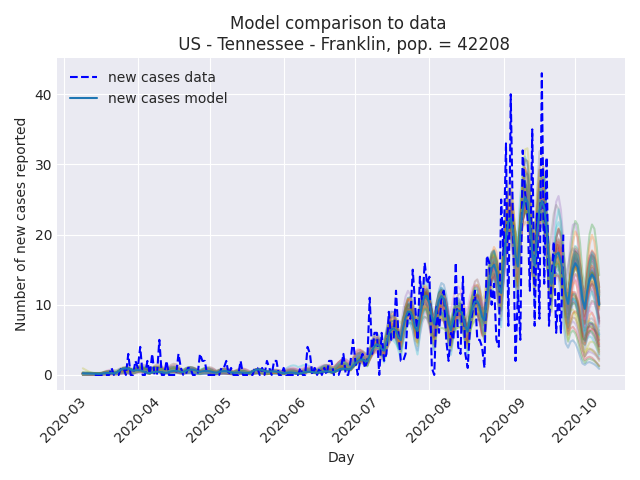 Model comparison to data
US - Tennessee - Franklin, pop. = 42208
new cases data
new cases model
Number of new cases reported
40
30
20
10
0
2020-03
2020-04
2020-05
2020-06
2020-07
2020-08
2020-09
2020-10
Day